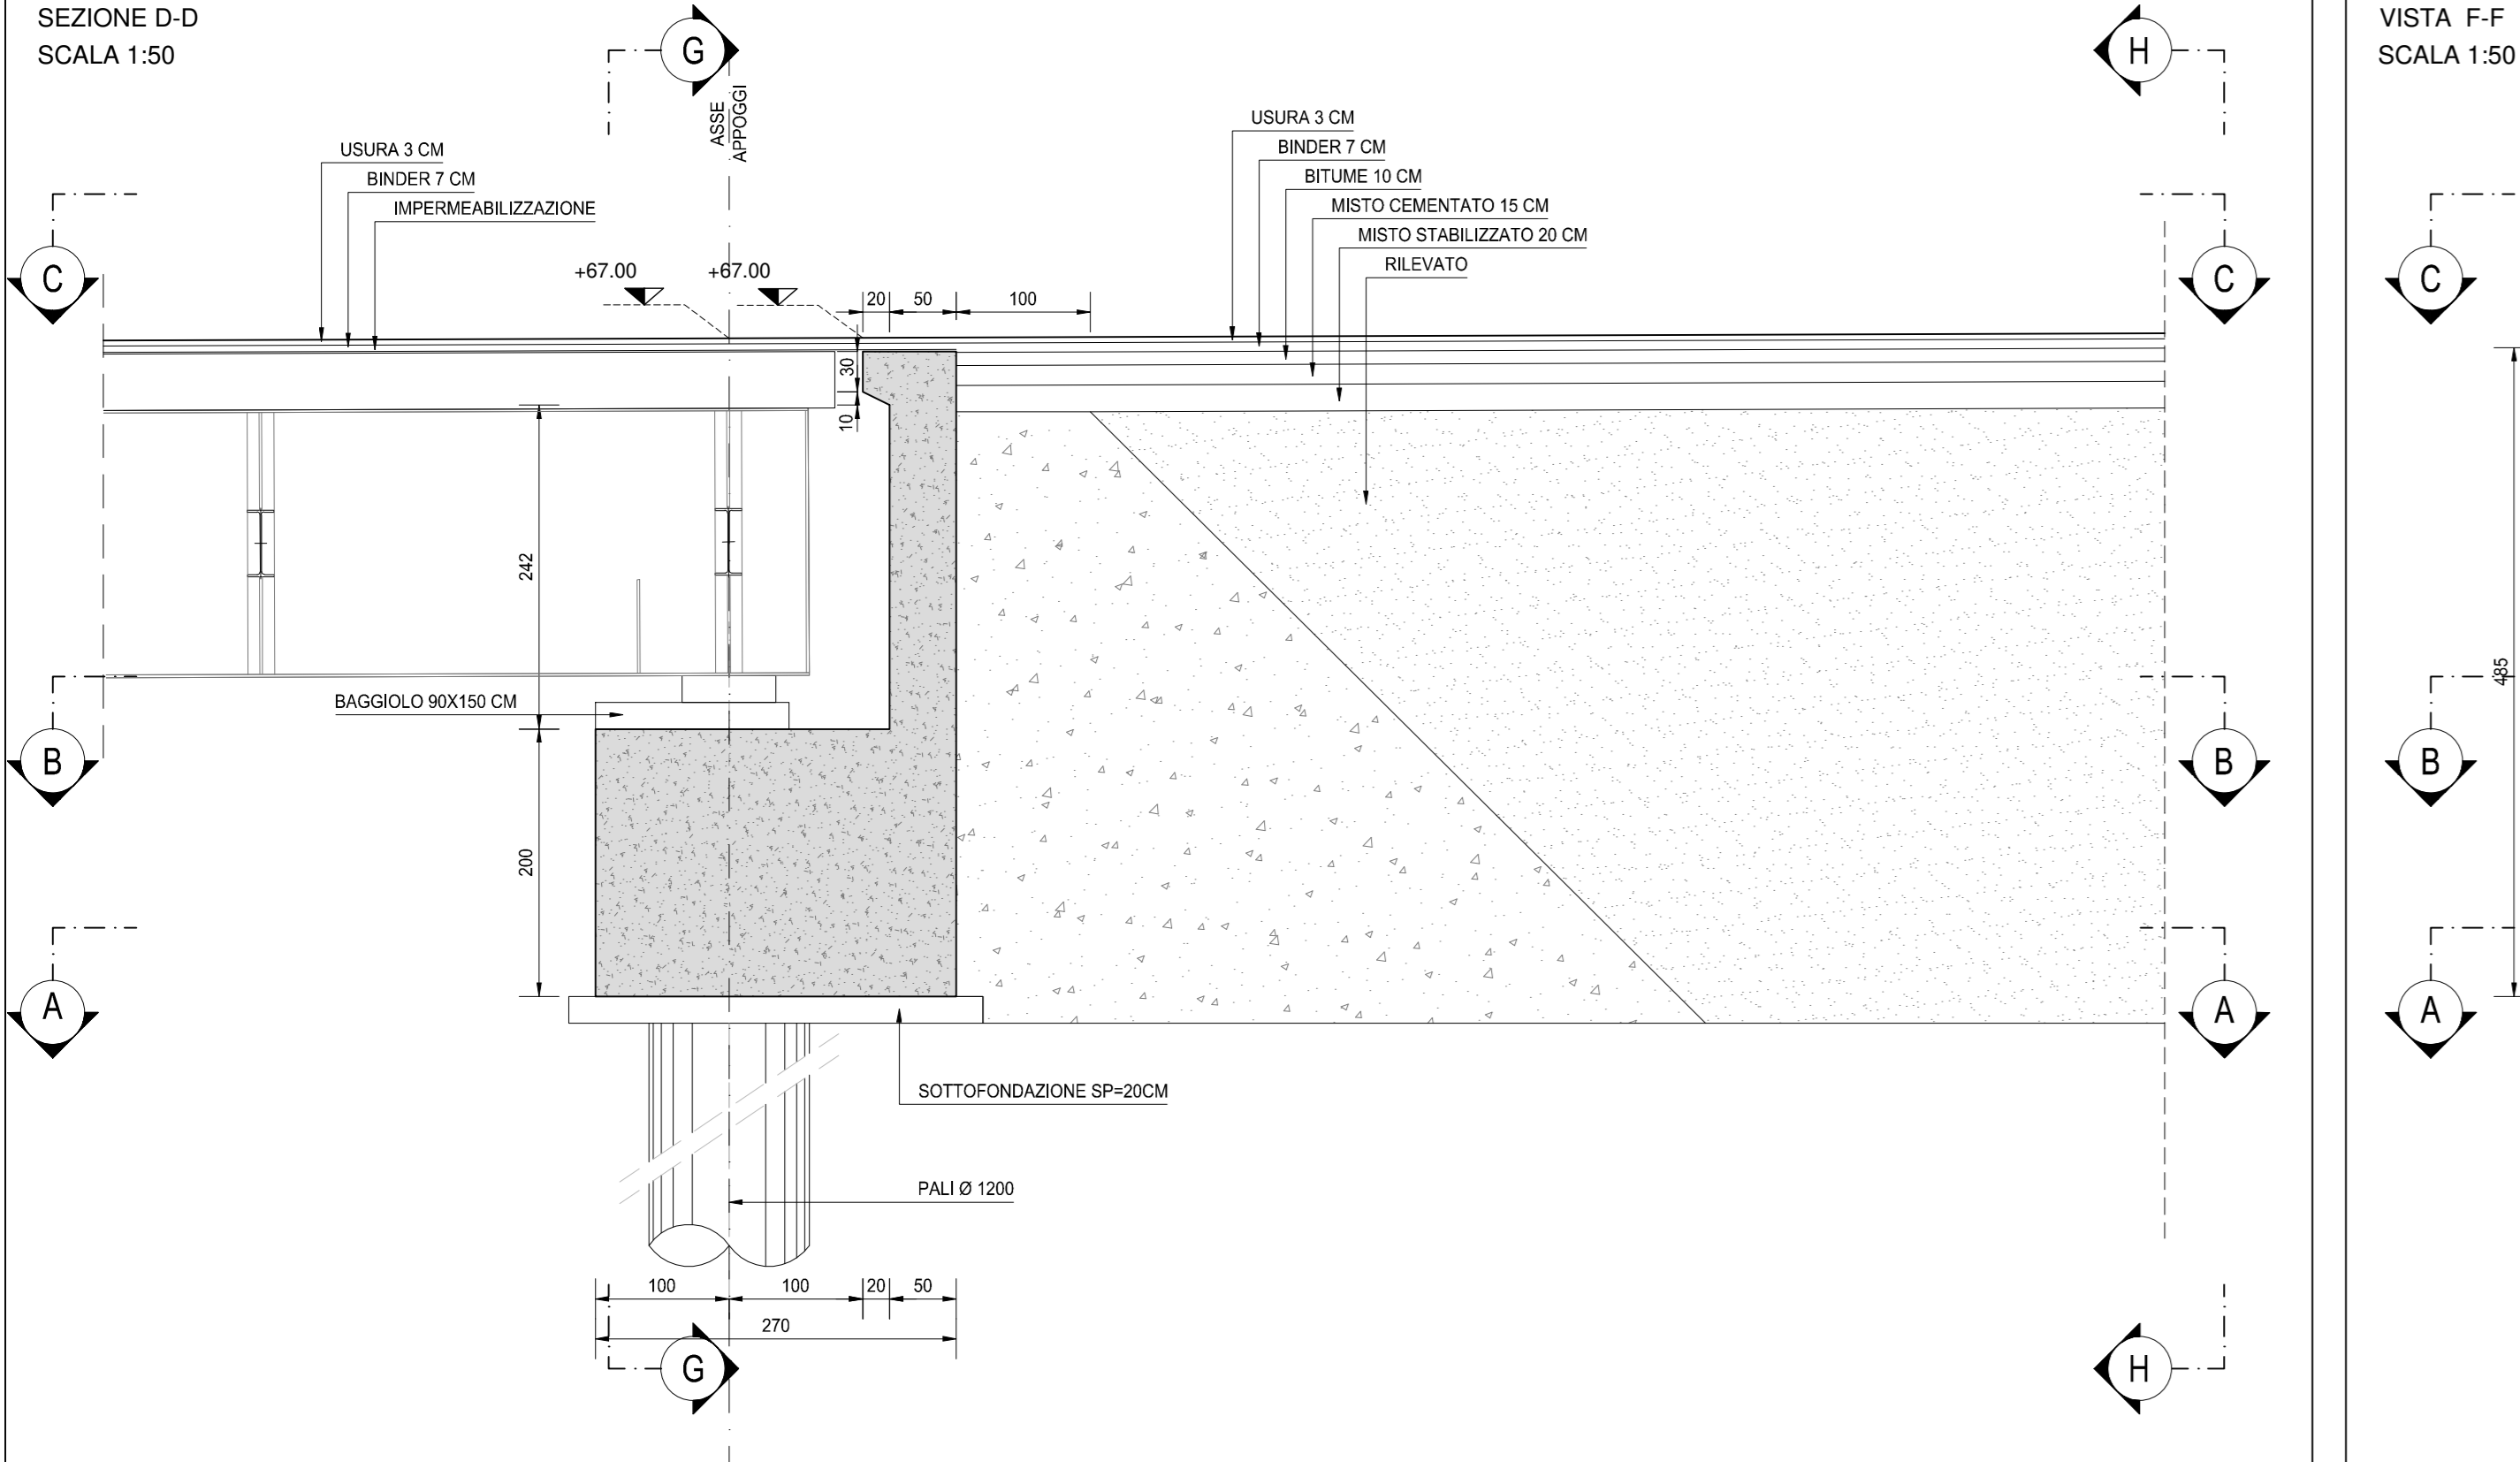 SEZIONE D-D
SCALA 1:50
VISTA F-F
SCALA 1:50
G
H
ASSE
APPOGGI
USURA 3 CM
BINDER 7 CM
IMPERMEABILIZZAZIONE
USURA 3 CM
BINDER 7 CM
BITUME 10 CM
MISTO CEMENTATO 15 CM
MISTO STABILIZZATO 20 CM
RILEVATO
C
C
C
+67.00
+67.00
20
50
100
30
10
242
485
BAGGIOLO 90X150 CM
B
B
B
200
A
A
A
SOTTOFONDAZIONE SP=20CM
PALI Ø 1200
100
100
20
50
270
G
H